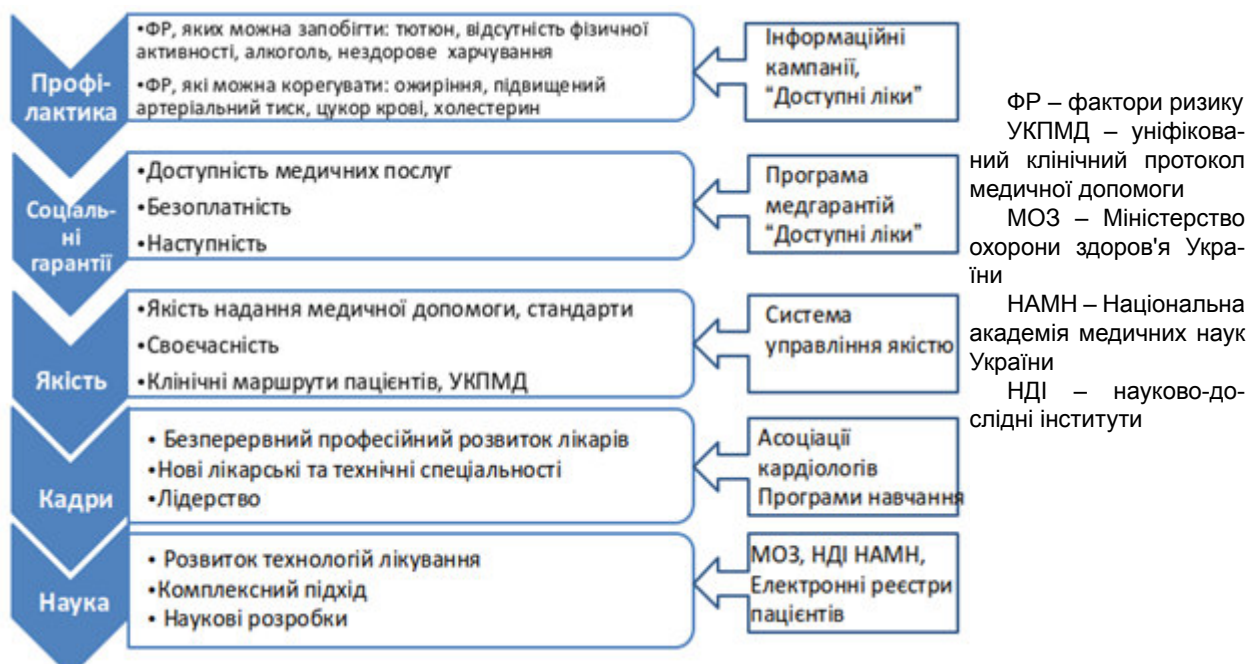 Профі-
лактика
•ФР, яких можна запобігти: тютюн, відсутність фізичної
активності, алкоголь, нездорове харчування
•ФР, які можна корегувати: ожиріння, підвищений
артеріальний тиск, цукор крові, холестерин
Інформаційні
кампанії,
“Доступні ліки”
Соціаль-
ні
гарантії
•Доступність медичних послуг
•Безоплатність
•Наступність
Програма
медгарантій
“Доступні ліки”
Якість
•Якість надання медичної допомоги, стандарти
•Своєчасність
•Клінічні маршрути пацієнтів, УКПМД
Система
управління якістю
Кадри
• Безперервний професійний розвиток лікарів
•Нові лікарські та технічні спеціальності
•Лідерство
Асоціації
кардіологів
Програми навчання
Наука
• Розвиток технологій лікування
•Комплексний підхід
• Наукові розробки
МОЗ, НДІ НАМН,
Електронні реєстри
пацієнтів
ФР – фактори ризику
УКПМД – уніфікова-
ний клінічний протокол
медичної допомоги
МОЗ – Міністерство
охорони здоров'я Укра-
їни
НАМН – Національна
академія медичних наук
України
НДІ – науково-до-
слідні інститути